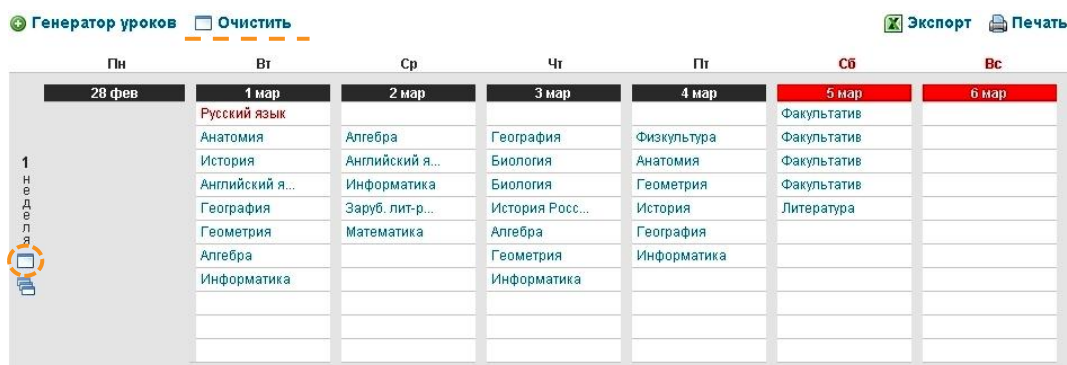 Генератор уроков Очистить Экспорт Печать
Пн Вт Ср Чт Пт Сб Вс
28 фев 1 мар 2 мар 3 мар 4 мар 5 мар 6 мар
Русский язык Факультатив
Анатомия Алгебра География Физкультура Факультатив
История Английский я... Биология Анатомия Факультатив
Английский я... Информатика Биология Геометрия Факультатив
География Заруб. лит-р... История Росс... История Литература
Геометрия Математика Алгебра География
Алгебра Геометрия Информатика
Информатика Информатика
1 неделя